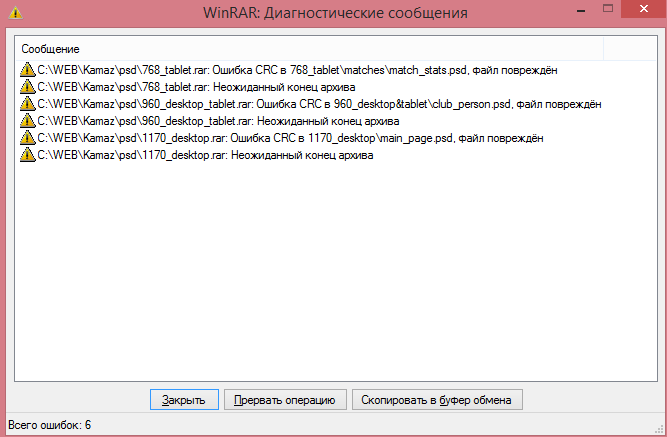 WinRAR: Диагностические сообщения
Сообщение
C:\WEB\Kamaz\psd\768_tablet.rar: Ошибка CRC в 768_tablet\matches\match_stats.psd, файл повреждён
C:\WEB\Kamaz\psd\768_tablet.rar: Неожиданный конец архива
C:\WEB\Kamaz\psd\960_desktop_tablet.rar: Ошибка CRC в 960_desktop&tablet\club_person.psd, файл повреждён
C:\WEB\Kamaz\psd\960_desktop_tablet.rar: Неожиданный конец архива
C:\WEB\Kamaz\psd\1170_desktop.rar: Ошибка CRC в 1170_desktop\main_page.psd, файл повреждён
C:\WEB\Kamaz\psd\1170_desktop.rar: Неожиданный конец архива
Закрыть Прервать операцию Скопировать в буфер обмена
Всего ошибок: 6